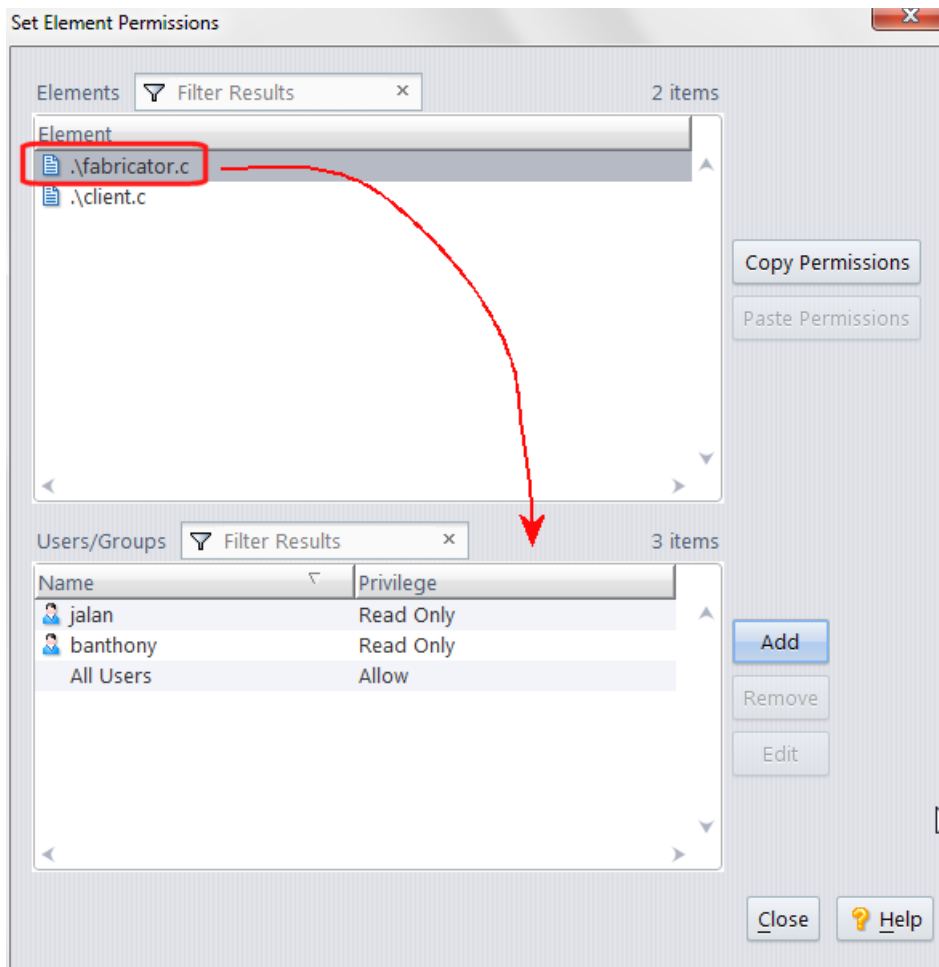 Set Element Permissions
Elements Filter Results 2 items
Element
.\fabricator.c
.\client.c
Copy Permissions
Paste Permissions
Users/Groups Filter Results 3 items
Name Privilege
jalan Read Only
banthony Read Only
All Users Allow
Add
Remove
Edit
Close Help